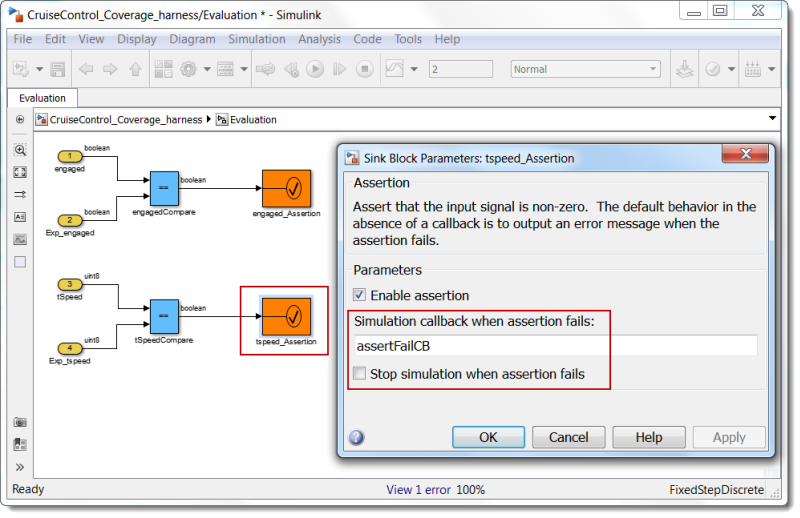 CruiseControl_Coverage_harness/Evaluation * - Simulink
File Edit View Display Diagram Simulation Analysis Code Tools Help
2
Normal
Evaluation
CruiseControl_Coverage_harness Evaluation
boolean
1
engaged
boolean
==
boolean
2
Exp_engaged
engagedCompare
engaged_Assertion
uint8
3
tSpeed
boolean
==
uint8
4
Exp_tspeed
tSpeedCompare
tspeed_Assertion
Sink Block Parameters: tspeed_Assertion
Assertion
Assert that the input signal is non-zero. The default behavior in the
absence of a callback is to output an error message when the
assertion fails.
Parameters
Enable assertion
Simulation callback when assertion fails:
assertFailCB
Stop simulation when assertion fails
OK Cancel Help Apply
Ready View 1 error 100% FixedStepDiscrete